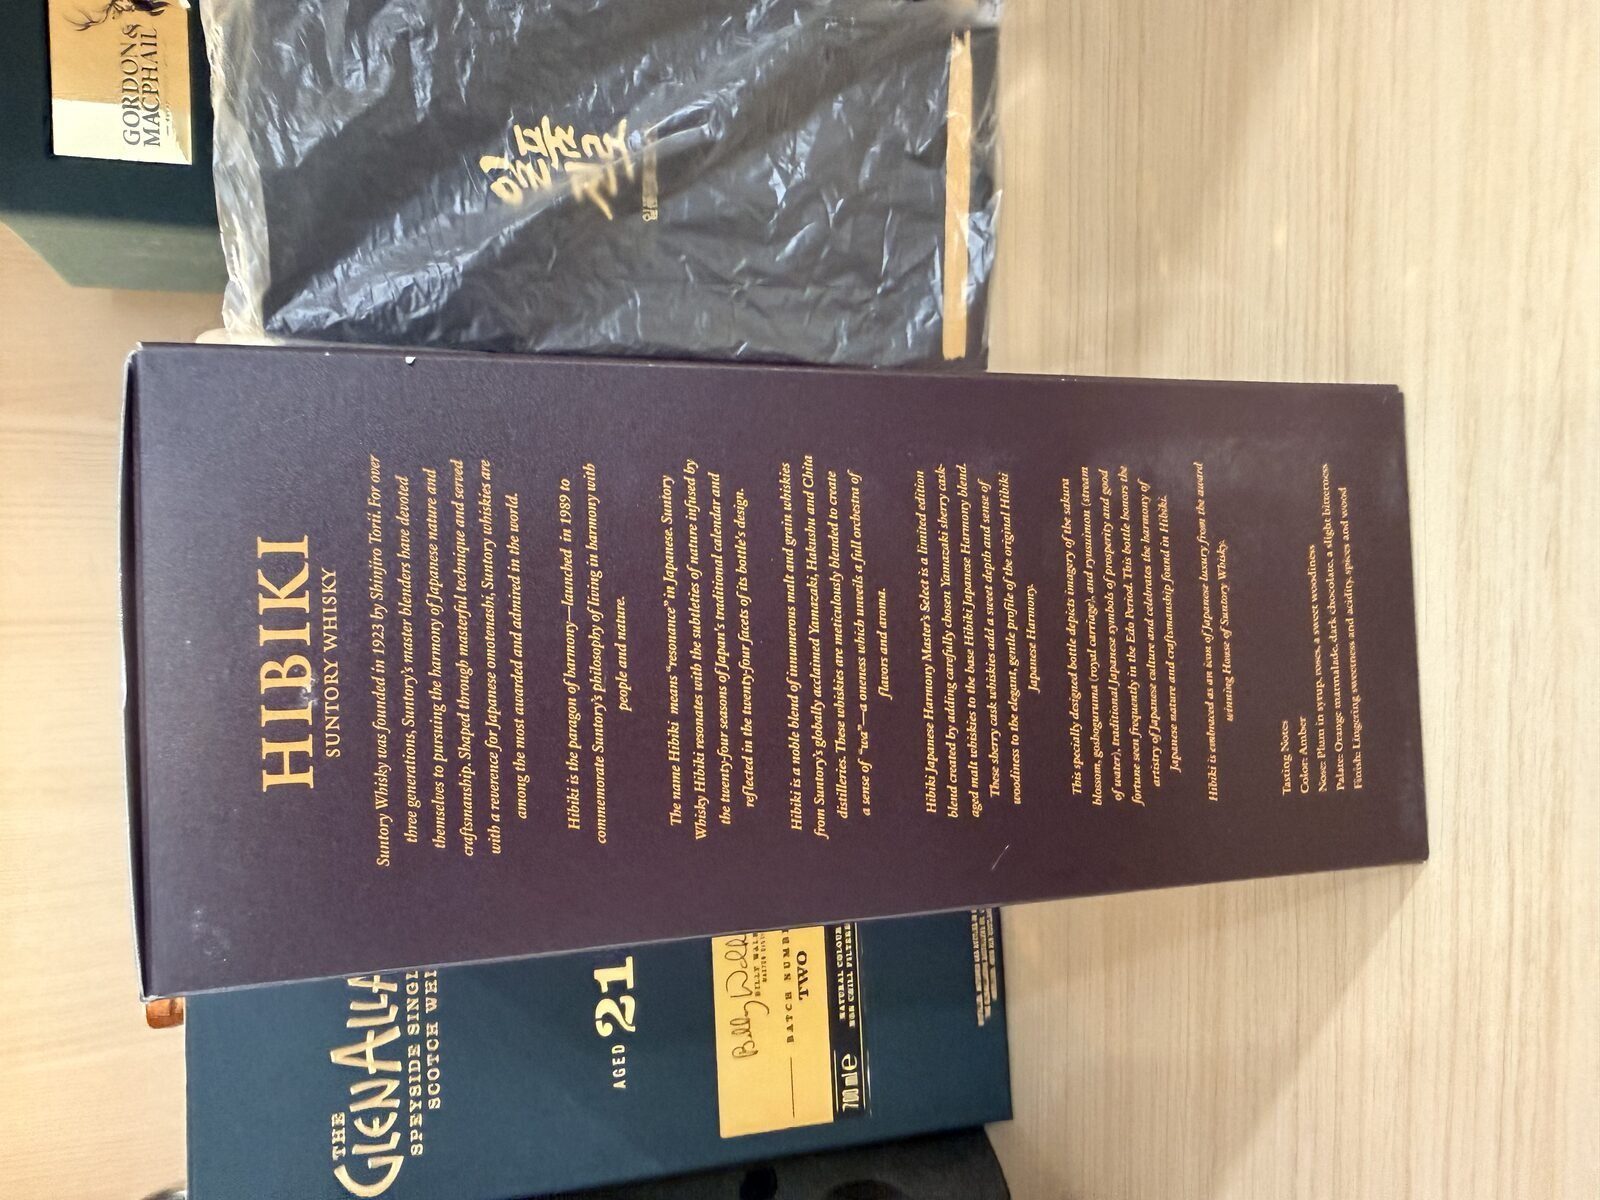 HIBIKI
SUNTORY WHISKY
Suntory Whisky was founded in 1923 by Shinjiro Torii. For over
three generations, Suntory's master blenders have devoted
themselves to pursuing the harmony of Japanese nature and
craftsmanship. Shaped through masterful technique and served
with a reverence for Japanese omotenashi, Suntory whiskies are
among the most awarded and admired in the world.
Hibiki is the paragon of harmony—launched in 1989 to
commemorate Suntory's philosophy of living in harmony with
people and nature.
The name Hibiki means "resonance" in Japanese. Suntory
Whisky Hibiki resonates with the subtleties of nature infused by
the twenty-four seasons of Japan's traditional calendar and
reflected in the twenty-four facets of its bottle's design.
Hibiki is a noble blend of innumerous malt and grain whiskies
from Suntory's globally acclaimed Yamazaki, Hakushu and Chita
distilleries. These whiskies are meticulously blended to create
a sense of "wa"—a oneness which unveils a full orchestra of
flavors and aroma.
Hibiki Japanese Harmony Master's Select is a limited edition
blend created by adding carefully chosen Yamazaki sherry cask-
aged malt whiskies to the base Hibiki Japanese Harmony blend.
These sherry cask whiskies add a sweet depth and sense of
woodiness to the elegant, gentle profile of the original Hibiki
Japanese Harmony.
This specially designed bottle depicts imagery of the sakura
blossom, goshoguruma (royal carriage), and ryusuimon (stream
of water), traditional Japanese symbols of prosperity and good
fortune seen frequently in the Edo Period. This bottle honors the
artistry of Japanese culture and celebrates the harmony of
Japanese nature and craftsmanship found in Hibiki.
Hibiki is embraced as an icon of Japanese luxury from the award
winning House of Suntory Whisky.
Tasting Notes
Color: Amber
Nose: Plum in syrup, roses, a sweet woodiness
Palate: Orange marmalade, dark chocolate, a slight bitterness
Finish: Lingering sweetness and acidity, spices and wood
THE
GLENALLA
SPEYSIDE SINGL
SCOTCH WHI
AGED 21
Billy Walk
BILLY WAL
BATCH NUMBE
TWO
700 ml e
NATURAL COLOUR
NON CHILL FILTERE
GORDON &
MACPHAIL